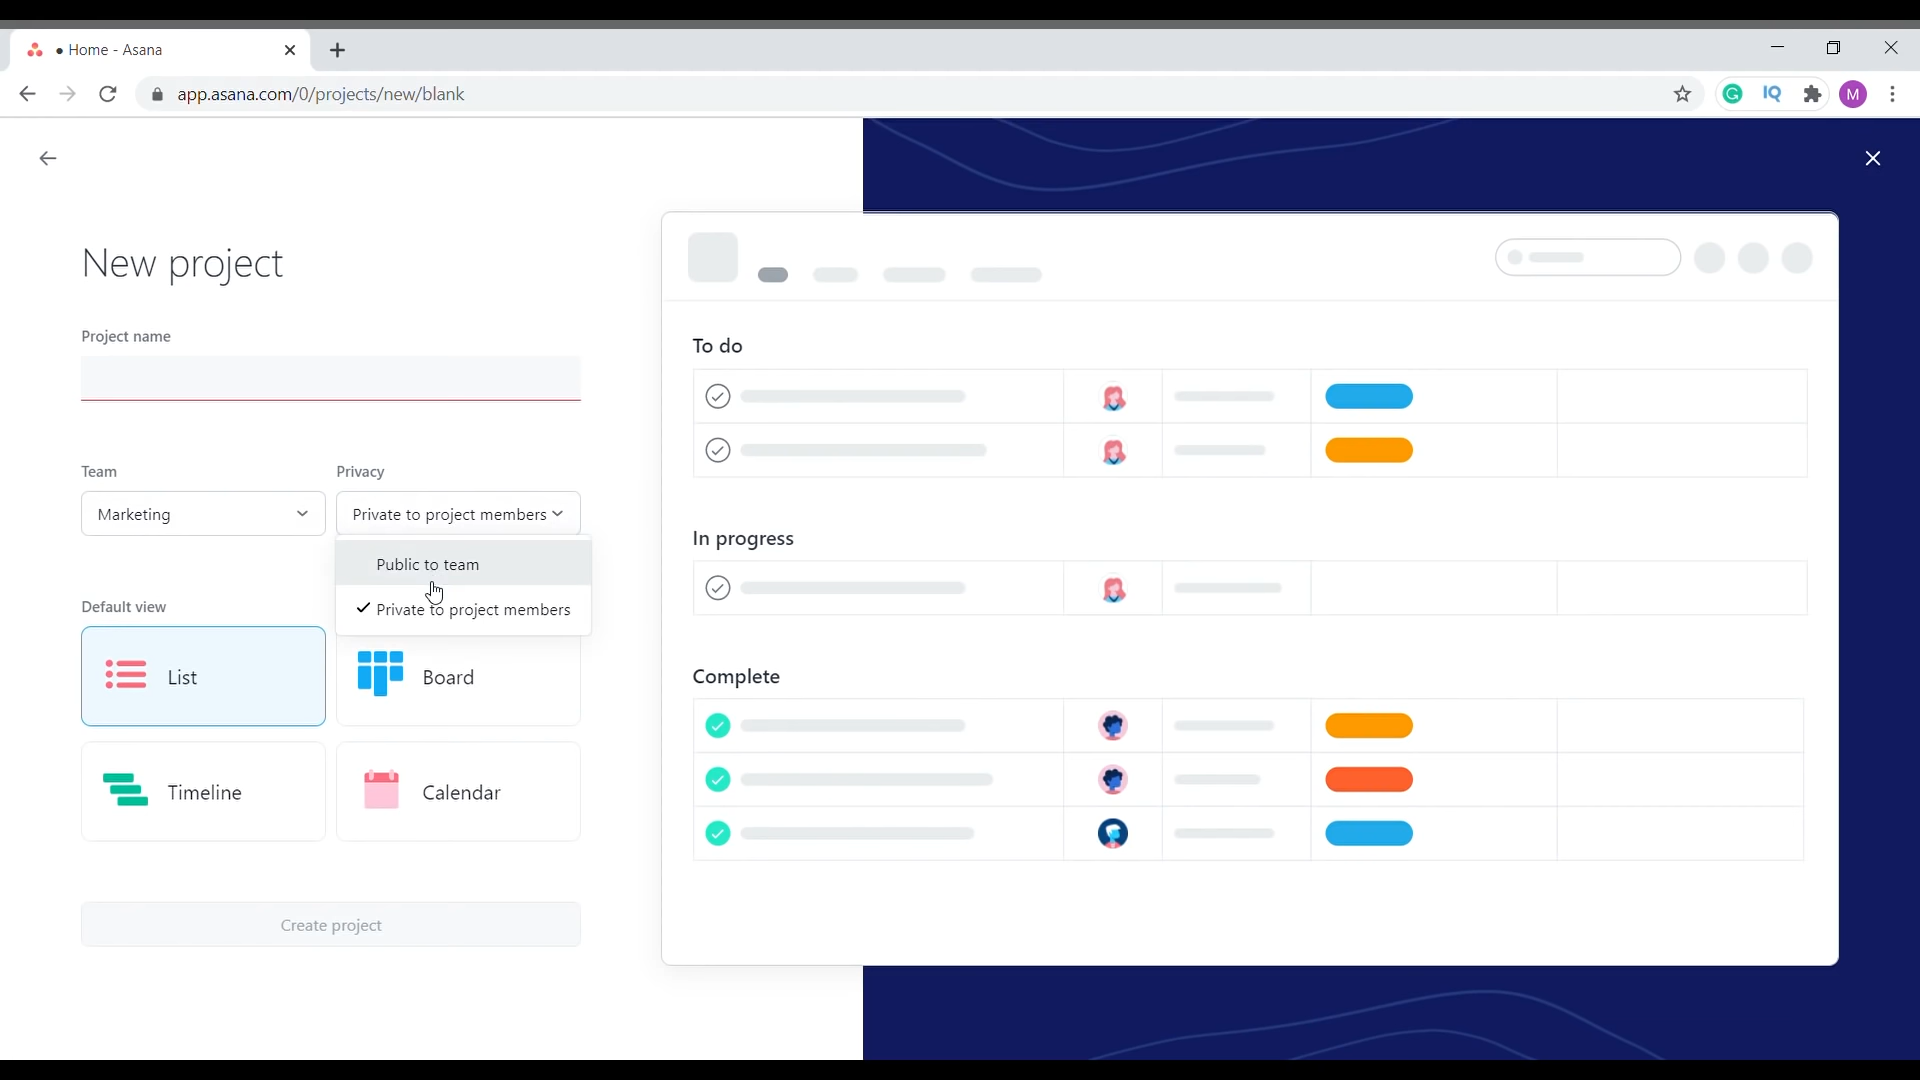 • Home - Asana
app.asana.com/0/projects/new/blank
IQ
M
New project
Project name
Team
Privacy
Marketing
Private to project members
Public to team
Private to project members
Default view
List
Board
Timeline
Calendar
Create project
To do
In progress
Complete